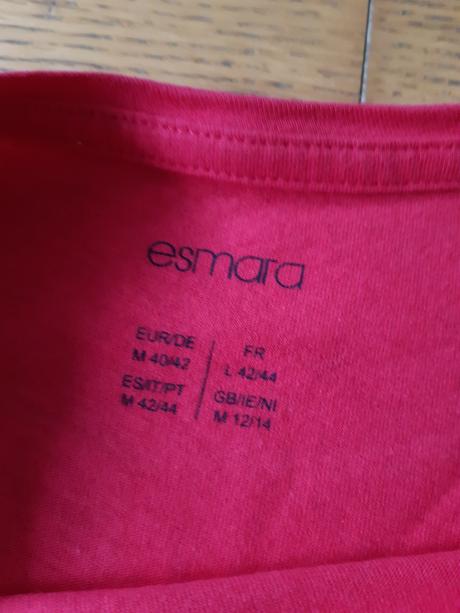 esmara
EUR/DE
M 40/42
FR
L 42/44
ES/IT/PT
M 42/44
GB/IE/NI
M 12/14